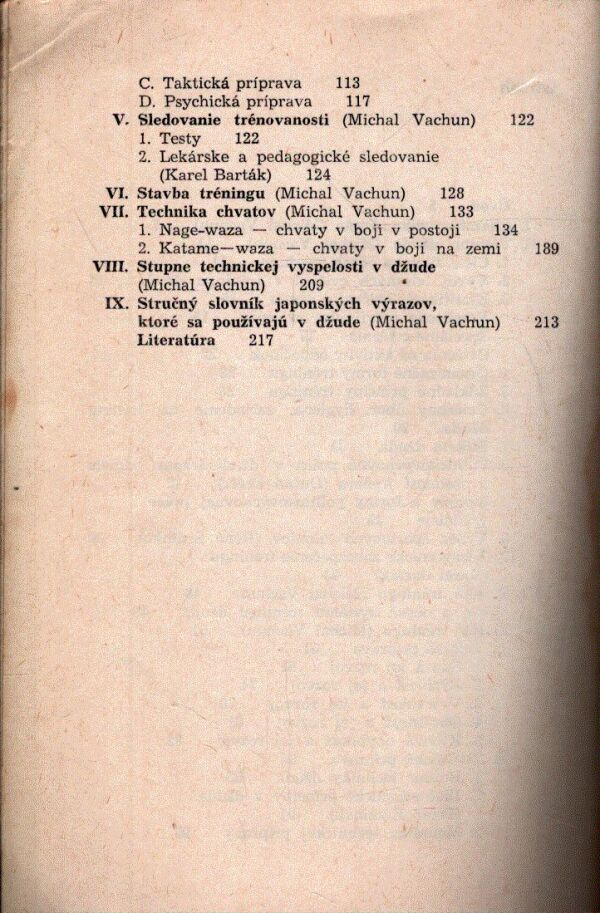 C. Taktická príprava 113
D. Psychická príprava 117
V. Sledovanie trénovanosti (Michal Vachun) 122
1. Testy 122
2. Lekárske a pedagogické sledovanie
(Karel Barták) 124
VI. Stavba tréningu (Michal Vachun) 128
VII. Technika chvatov (Michal Vachun) 133
1. Nage-waza — chvaty v boji v postoji 134
2. Katame—waza — chvaty v boji na zemi 189
VIII. Stupne technickej vyspelosti v džude
(Michal Vachun) 209
IX. Stručný slovník japonských výrazov,
ktoré sa používajú v džude (Michal Vachun) 213
Literatúra 217